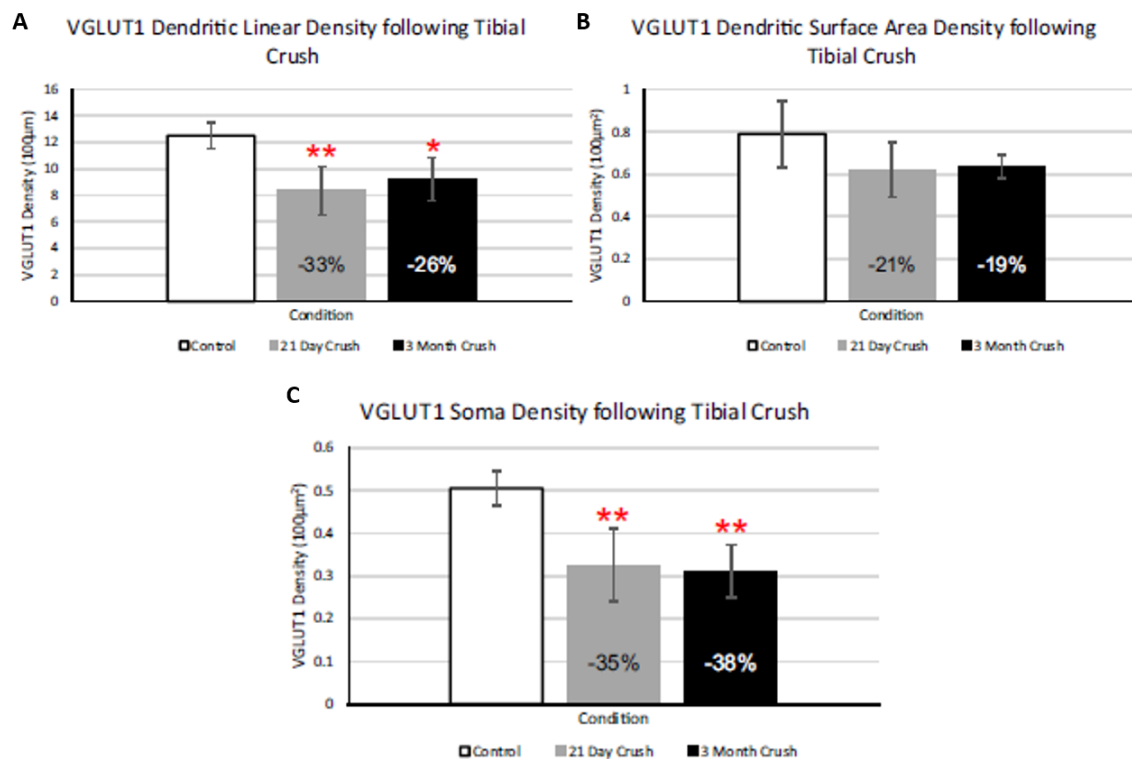 A
VGLUT1 Dendritic Linear Density following Tibial
Crush
VGLUT1 Density (100µm)
16
14
12
10
8
6
4
2
0
**
*
-33%
-26%
Condition
Control 21 Day Crush 3 Month Crush
B
VGLUT1 Dendritic Surface Area Density following
Tibial Crush
VGLUT1 Density (100µm²)
1
0.8
0.6
0.4
0.2
0
-21%
-19%
Condition
Control 21 Day Crush 3 Month Crush
C
VGLUT1 Soma Density following Tibial Crush
VGLUT1 Density (100µm²)
0.6
0.5
0.4
0.3
0.2
0.1
0
**
**
-35%
-38%
Condition
Control 21 Day Crush 3 Month Crush